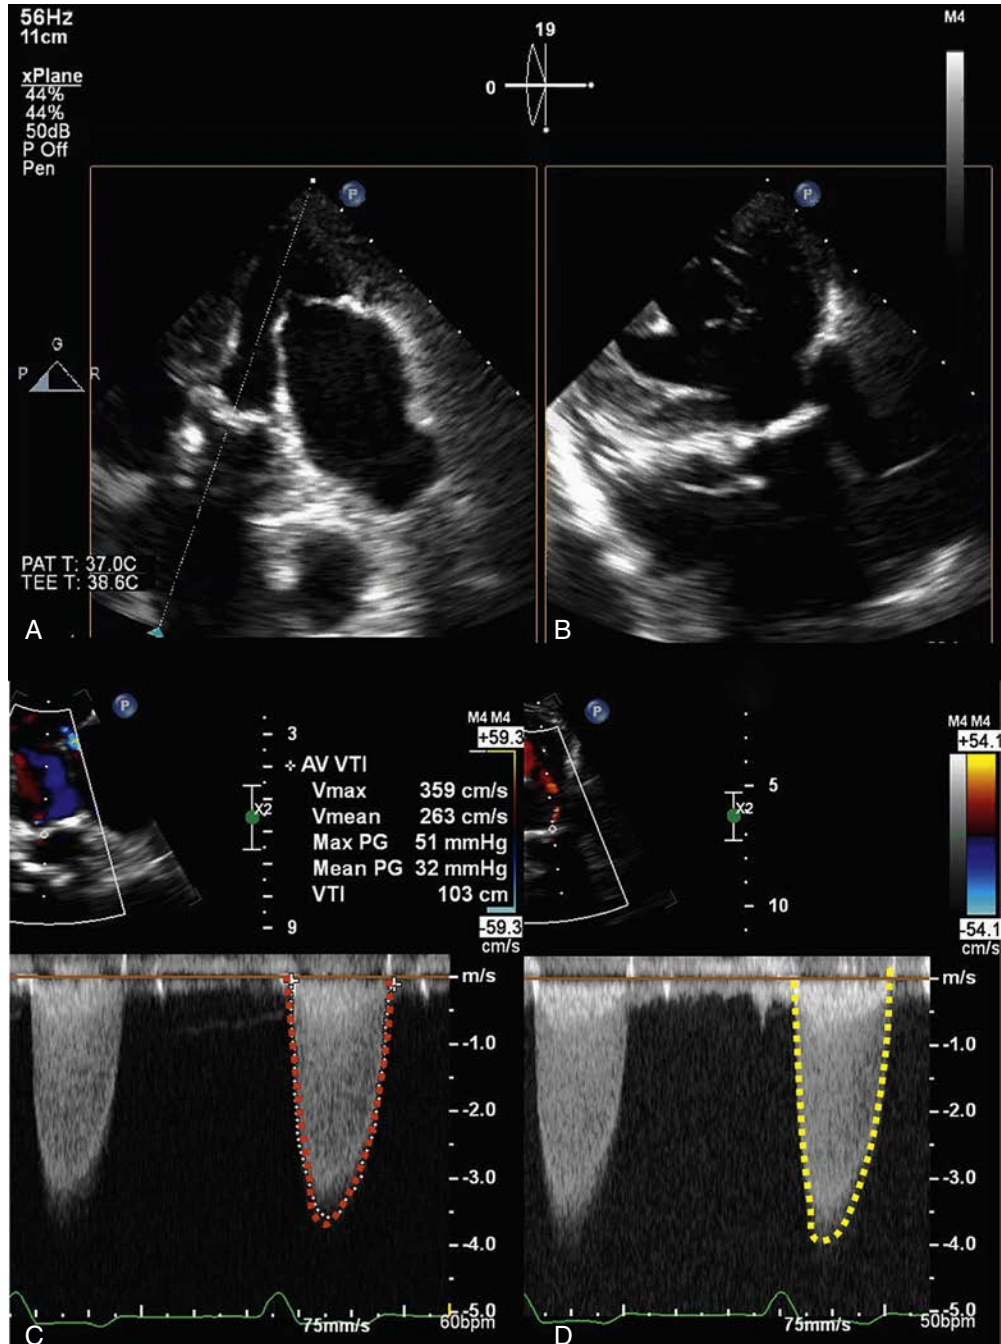 56Hz
11cm
xPlane
44%
44%
50dB
P Off
Pen
19
0
M4
P
P
G
P R
PAT T: 37.0C
TEE T: 38.6C
A
B
P
3
M4 M4
+59.3
AV VTI
Vmax 359 cm/s
Vmean 263 cm/s
Max PG 51 mmHg
Mean PG 32 mmHg
VTI 103 cm
X2
9
-59.3
cm/s
m/s
-1.0
-2.0
-3.0
-4.0
-5.0
75mm/s
60bpm
C
P
5
X2
10
M4 M4
+54.1
-54.1
cm/s
m/s
-1.0
-2.0
-3.0
-4.0
-5.0
75mm/s
50bpm
D